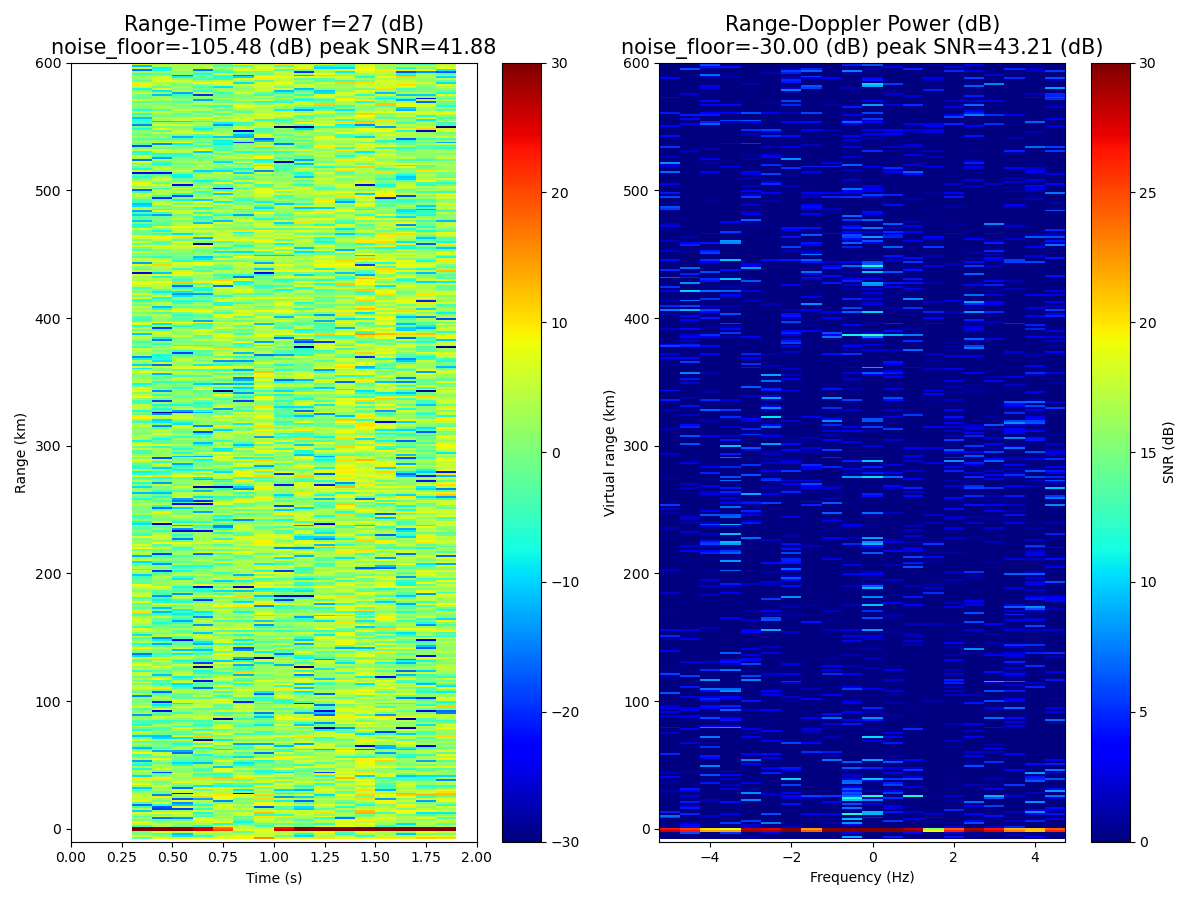 Range-Time Power f=27 (dB)
noise_floor=-105.48 (dB) peak SNR=41.88
Range-Doppler Power (dB)
noise_floor=-30.00 (dB) peak SNR=43.21 (dB)
600
500
400
300
200
100
0
Range (km)
0.00 0.25 0.50 0.75 1.00 1.25 1.50 1.75 2.00
Time (s)
30
20
10
0
−10
−20
−30
600
500
400
300
200
100
0
Virtual range (km)
−4 −2 0 2 4
Frequency (Hz)
30
25
20
15
10
5
0
SNR (dB)